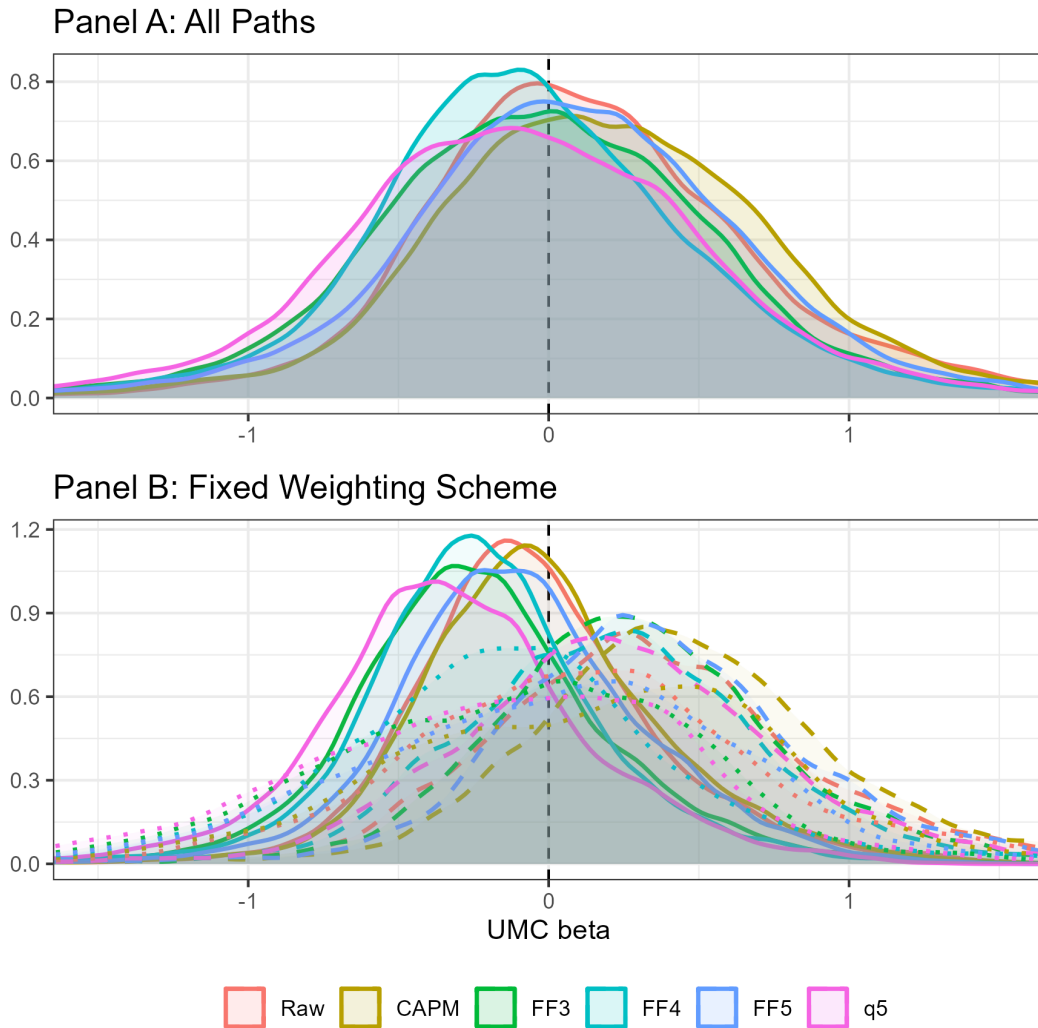 Panel A: All Paths
0.8
0.6
0.4
0.2
0.0
-1 0 1
Panel B: Fixed Weighting Scheme
1.2
0.9
0.6
0.3
0.0
-1 0 1
UMC beta
Raw CAPM FF3 FF4 FF5 q5